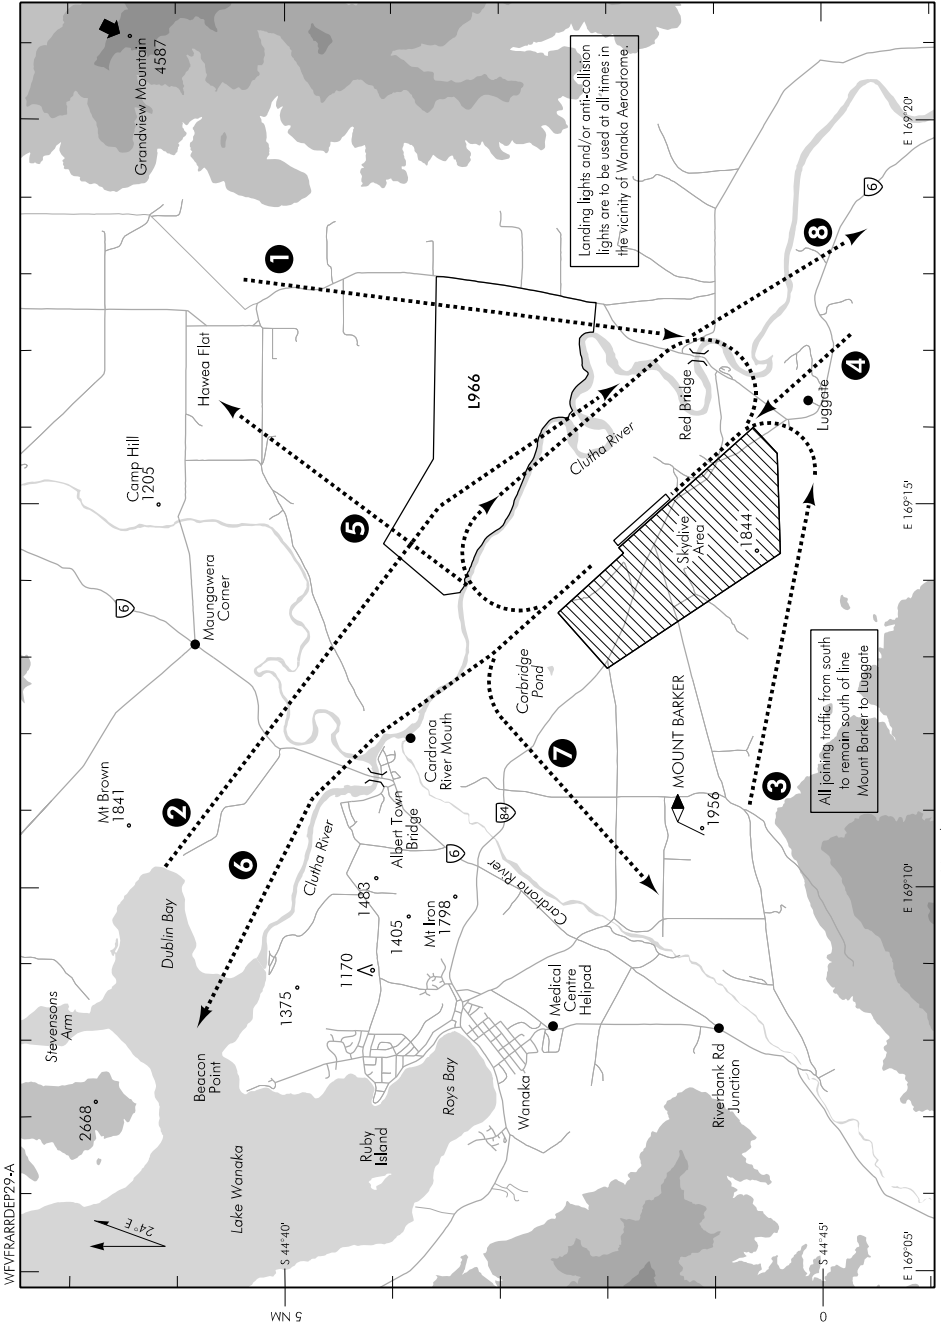 WFVFRARRDEP29-A
24°E
2668
Stevensons
Arm
Lake Wanaka
Beacon
Point
Dublin Bay
Ruby
Island
Roys Bay
Wanaka
Medical
Centre
Helipad
Riverbank Rd
Junction
1375
1170
1483
1405
Mt Iron
1798
Clutha River
Albert Town
Bridge
Cardrona
River Mouth
Cardrona River
6
84
Mt Brown
1841
Maungawera
Corner
6
Camp Hill
1205
Hawea Flat
Grandview Mountain
4587
L966
Clutha River
Red Bridge
Luggate
6
Corbridge
Pond
Skydive
Area
1844
MOUNT BARKER
1956
1
2
3
4
5
6
7
8
Landing lights and/or anti-collision
lights are to be used at all times in
the vicinity of Wanaka Aerodrome.
All joining traffic from south
to remain south of line
Mount Barker to Luggate
S 44°40'
S 44°45'
E 169°05'
E 169°10'
E 169°15'
E 169°20'
5 NM
0